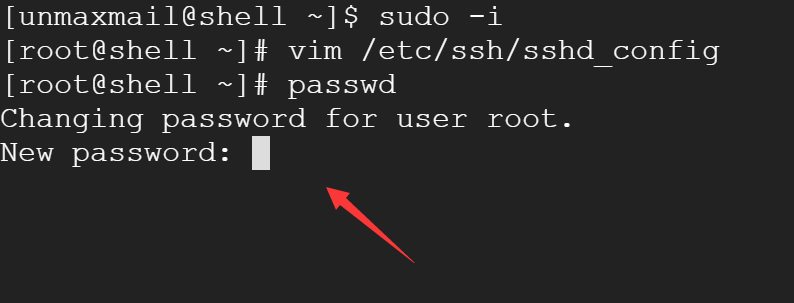 [unmaxmail@shell ~]$ sudo -i
[root@shell ~]# vim /etc/ssh/sshd_config
[root@shell ~]# passwd
Changing password for user root.
New password: